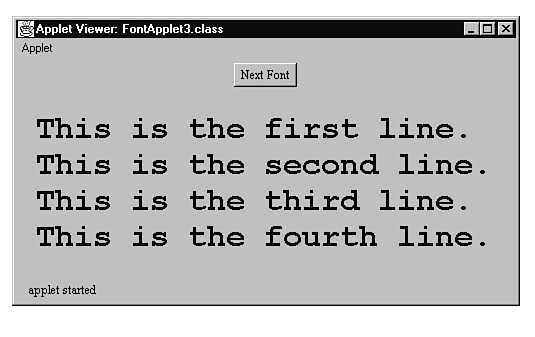 Applet Viewer: FontApplet3.class
Applet
Next Font
This is the first line.
This is the second line.
This is the third line.
This is the fourth line.
applet started